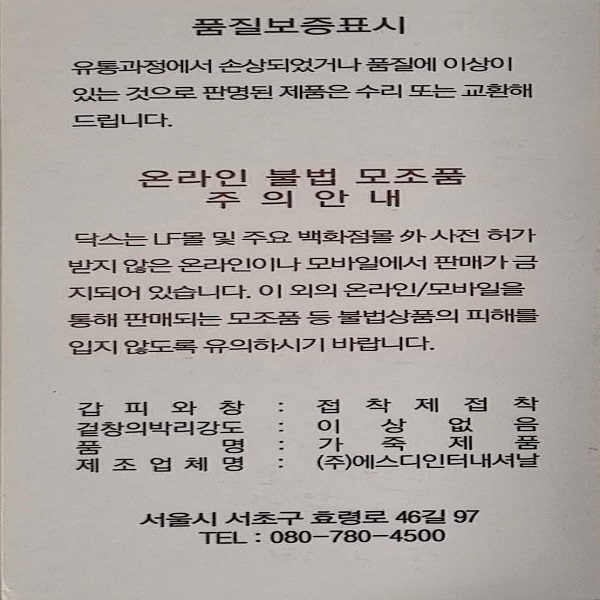 품질보증표시
유통과정에서 손상되었거나 품질에 이상이
있는 것으로 판명된 제품은 수리 또는 교환해
드립니다.
온라인 불법 모조품
주 의 안 내
닥스는 LF몰 및 주요 백화점몰 外 사전 허가
받지 않은 온라인이나 모바일에서 판매가 금
지되어 있습니다. 이 외의 온라인/모바일을
통해 판매되는 모조품 등 불법상품의 피해를
입지 않도록 유의하시기 바랍니다.
갑 피 와 창 : 접 착 제 접 착
겉창의박리강도 : 이 상 없 음
품 명 : 가 죽 제 품
제 조 업 체 명 : (주)에스디인터내셔날
서울시 서초구 효령로 46길 97
TEL : 080-780-4500